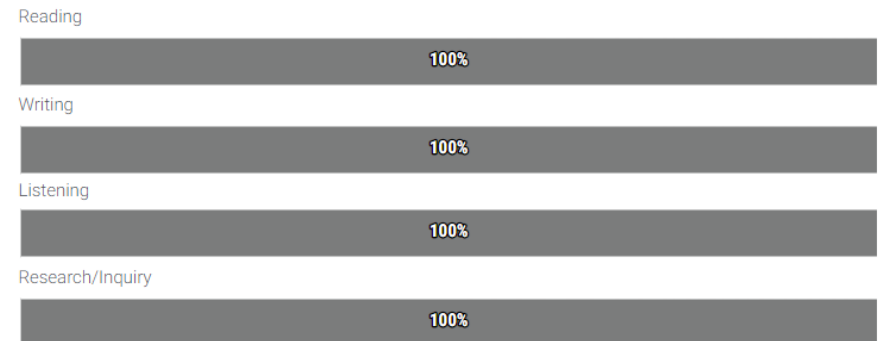 Reading
100%
Writing
100%
Listening
100%
Research/Inquiry
100%